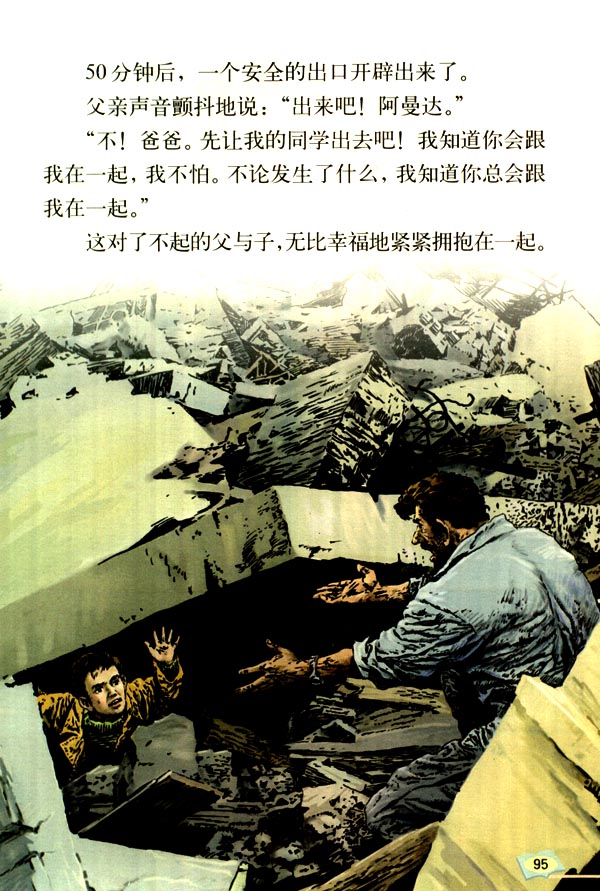 50分钟后，一个安全的出口开辟出来了。
父亲声音颤抖地说：“出来吧！阿曼达。”
“不！爸爸。先让我的同学出去吧！我知道你会跟
我在一起，我不怕。不论发生了什么，我知道你总会跟
我在一起。”
这对了不起的父与子，无比幸福地紧紧拥抱在一起。
95